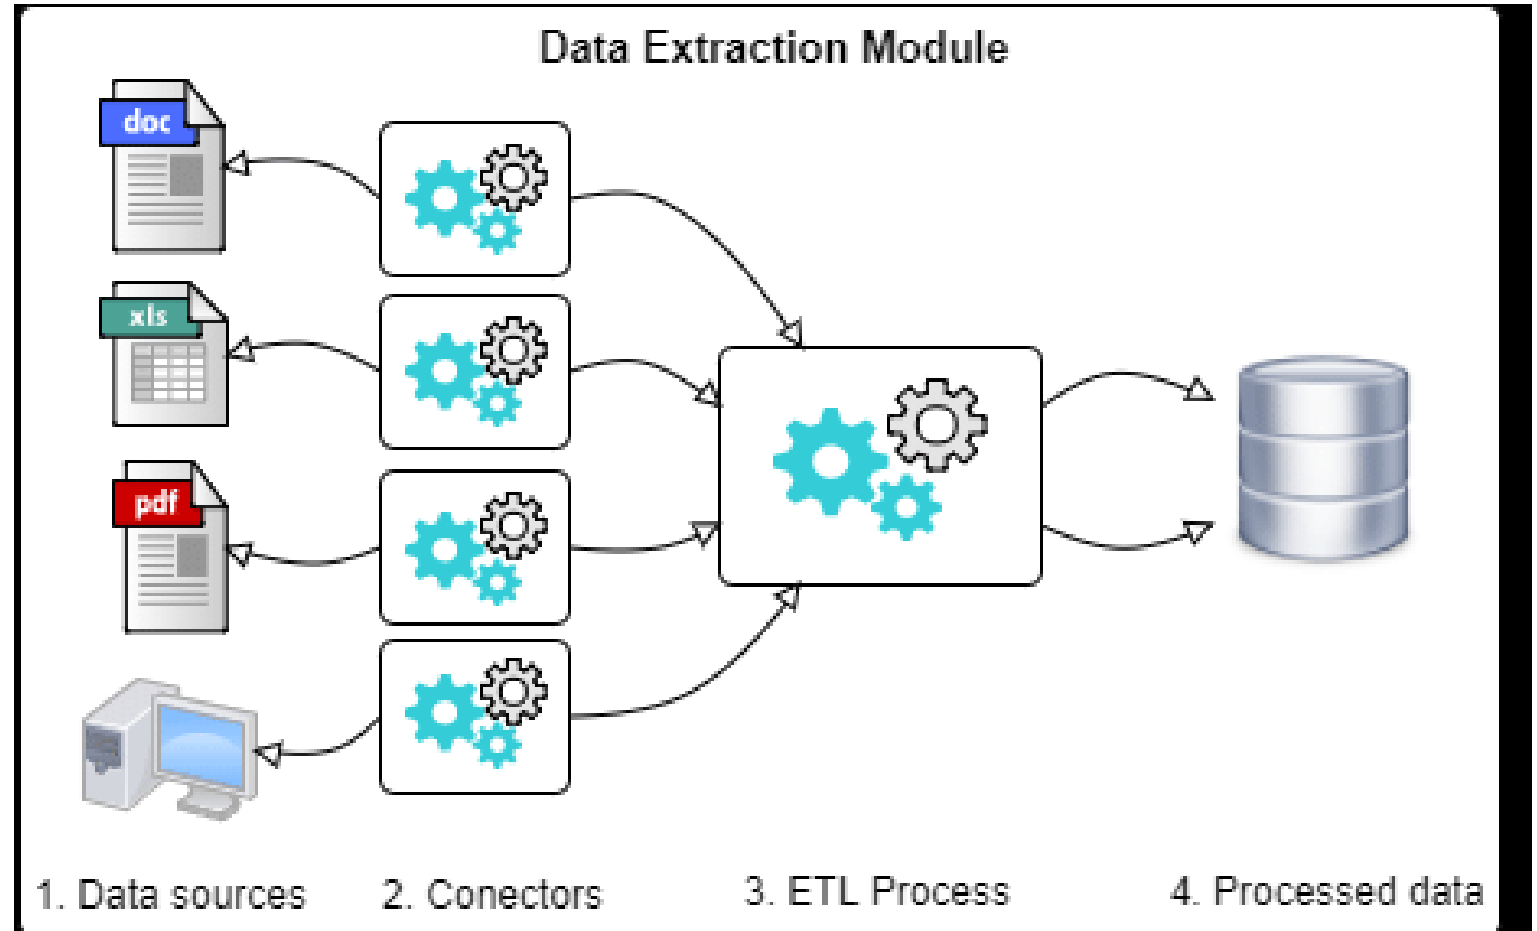 Data Extraction Module
doc
xls
pdf
1. Data sources
2. Conectors
3. ETL Process
4. Processed data